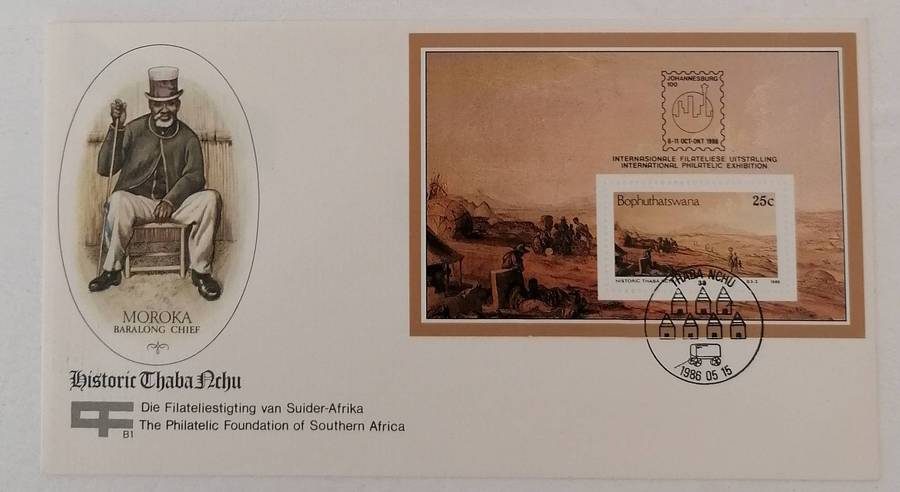 MOROKA
BARALONG CHIEF
Historic Thaba Nchu
B1
Die Filateliestigting van Suider-Afrika
The Philatelic Foundation of Southern Africa
JOHANNESBURG
100
8-11 OCT-OKT 1986
INTERNASIONALE FILATELIESE UITSTALLING
INTERNATIONAL PHILATELIC EXHIBITION
Bophuthatswana 25c
HISTORIC THABA 1986
THABA NCHU
1986 05 15